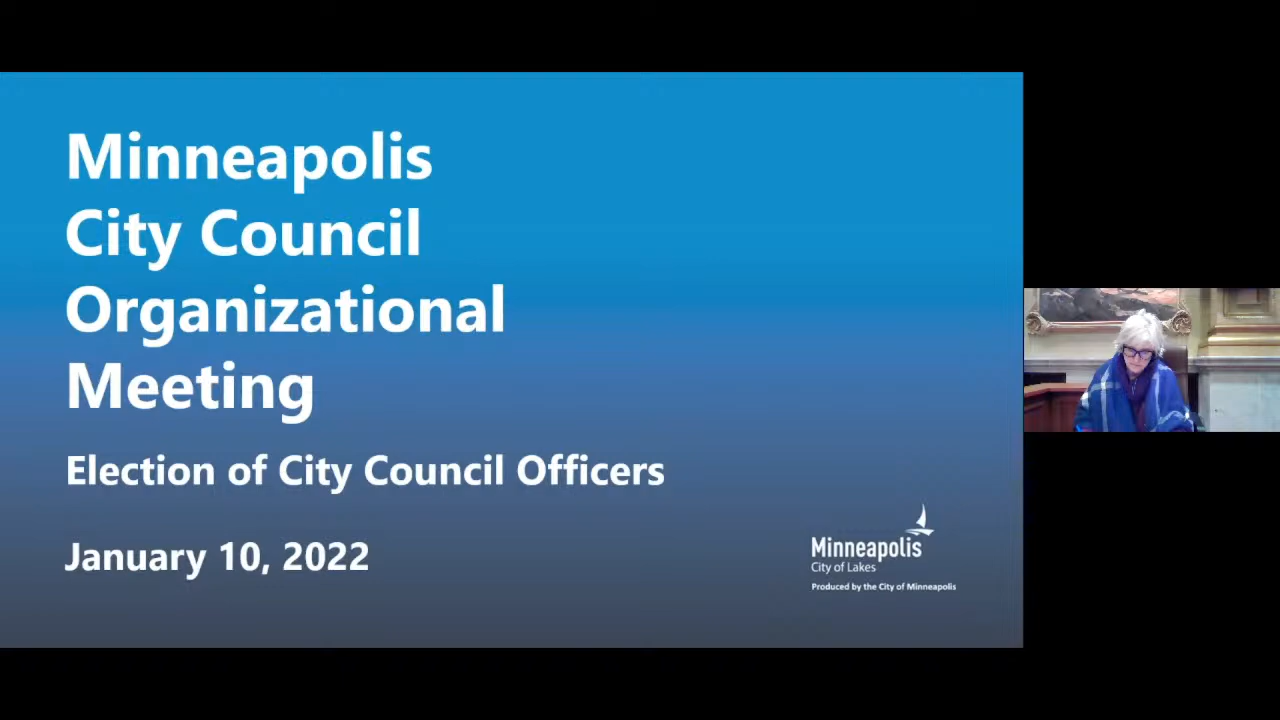 Minneapolis
City Council
Organizational
Meeting
Election of City Council Officers
January 10, 2022
Minneapolis
City of Lakes
Produced by the City of Minneapolis